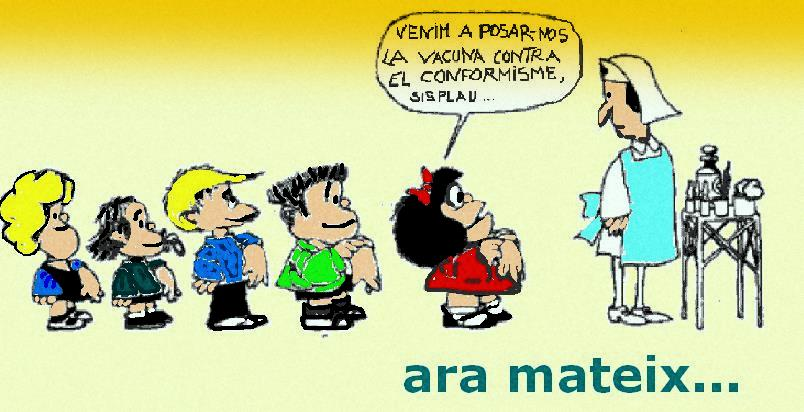 VENIM A POSAR-NOS
LA VACUNA CONTRA
EL CONFORMISME,
SISPLAU...
ara mateix...